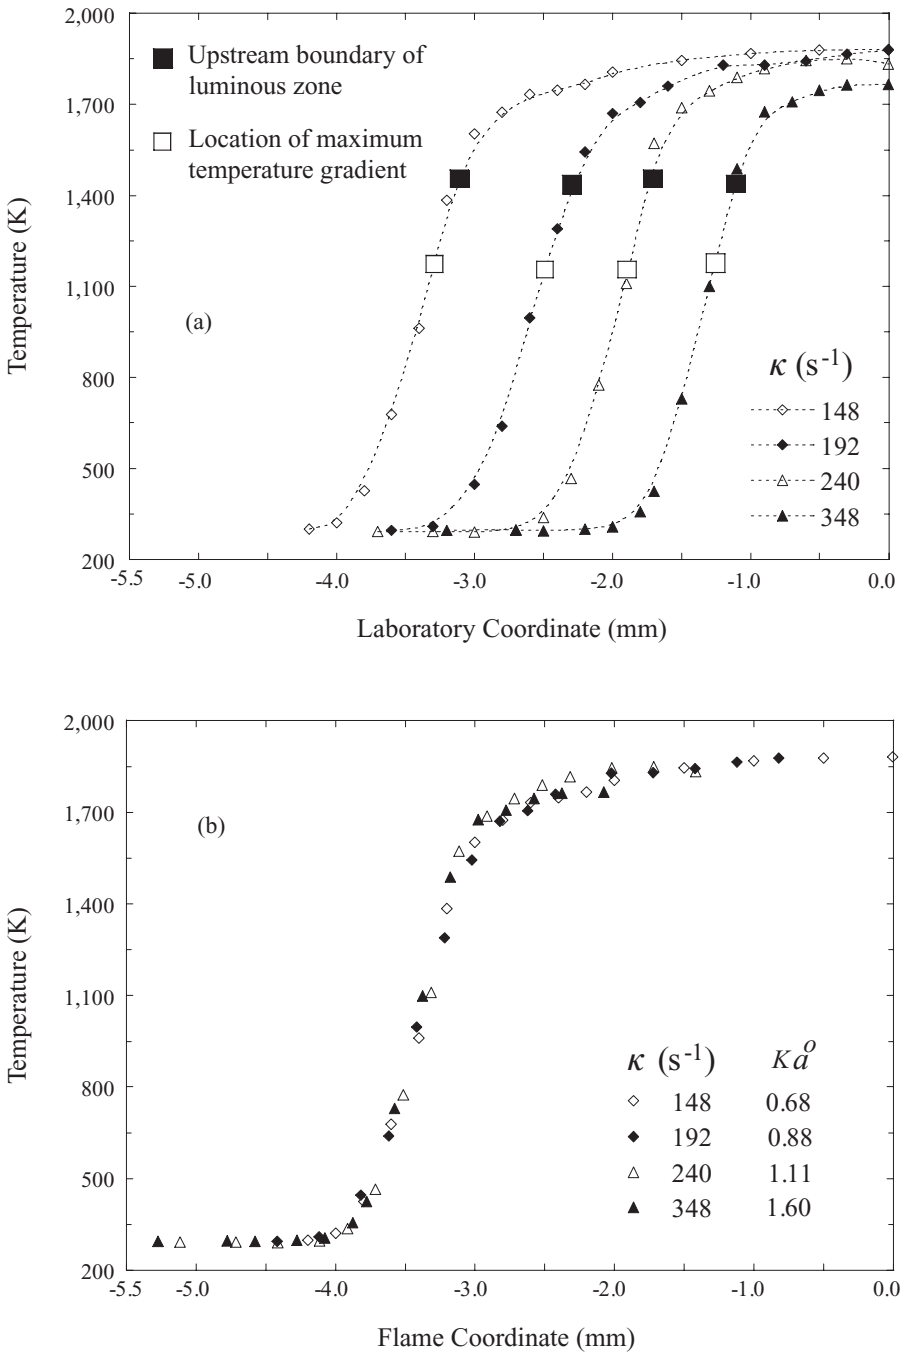 2,000
1,700
1,400
1,100
800
500
200
Temperature (K)
Upstream boundary of
luminous zone
Location of maximum
temperature gradient
(a)
κ (s-1)
148
192
240
348
-5.5 -5.0 -4.0 -3.0 -2.0 -1.0 0.0
Laboratory Coordinate (mm)
2,000
1,700
1,400
1,100
800
500
200
Temperature (K)
(b)
κ (s-1) Kao
148 0.68
192 0.88
240 1.11
348 1.60
-5.5 -5.0 -4.0 -3.0 -2.0 -1.0 0.0
Flame Coordinate (mm)